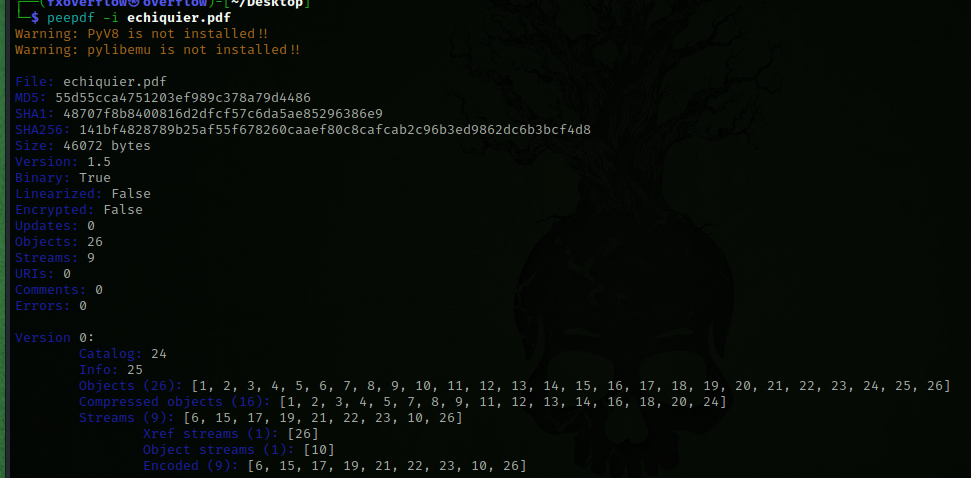 ┌──(fxoverflow㉿overflow)-[~/Desktop]
└─$ peepdf -i echiquier.pdf
Warning: PyV8 is not installed!!
Warning: pylibemu is not installed!!
File: echiquier.pdf
MD5: 55d55cca4751203ef989c378a79d4486
SHA1: 48707f8b8400816d2dfcf57c6da5ae85296386e9
SHA256: 141bf4828789b25af55f678260caaef80c8cafcab2c96b3ed9862dc6b3bcf4d8
Size: 46072 bytes
Version: 1.5
Binary: True
Linearized: False
Encrypted: False
Updates: 0
Objects: 26
Streams: 9
URIs: 0
Comments: 0
Errors: 0
Version 0:
Catalog: 24
Info: 25
Objects (26): [1, 2, 3, 4, 5, 6, 7, 8, 9, 10, 11, 12, 13, 14, 15, 16, 17, 18, 19, 20, 21, 22, 23, 24, 25, 26]
Compressed objects (16): [1, 2, 3, 4, 5, 7, 8, 9, 11, 12, 13, 14, 16, 18, 20, 24]
Streams (9): [6, 15, 17, 19, 21, 22, 23, 10, 26]
Xref streams (1): [26]
Object streams (1): [10]
Encoded (9): [6, 15, 17, 19, 21, 22, 23, 10, 26]